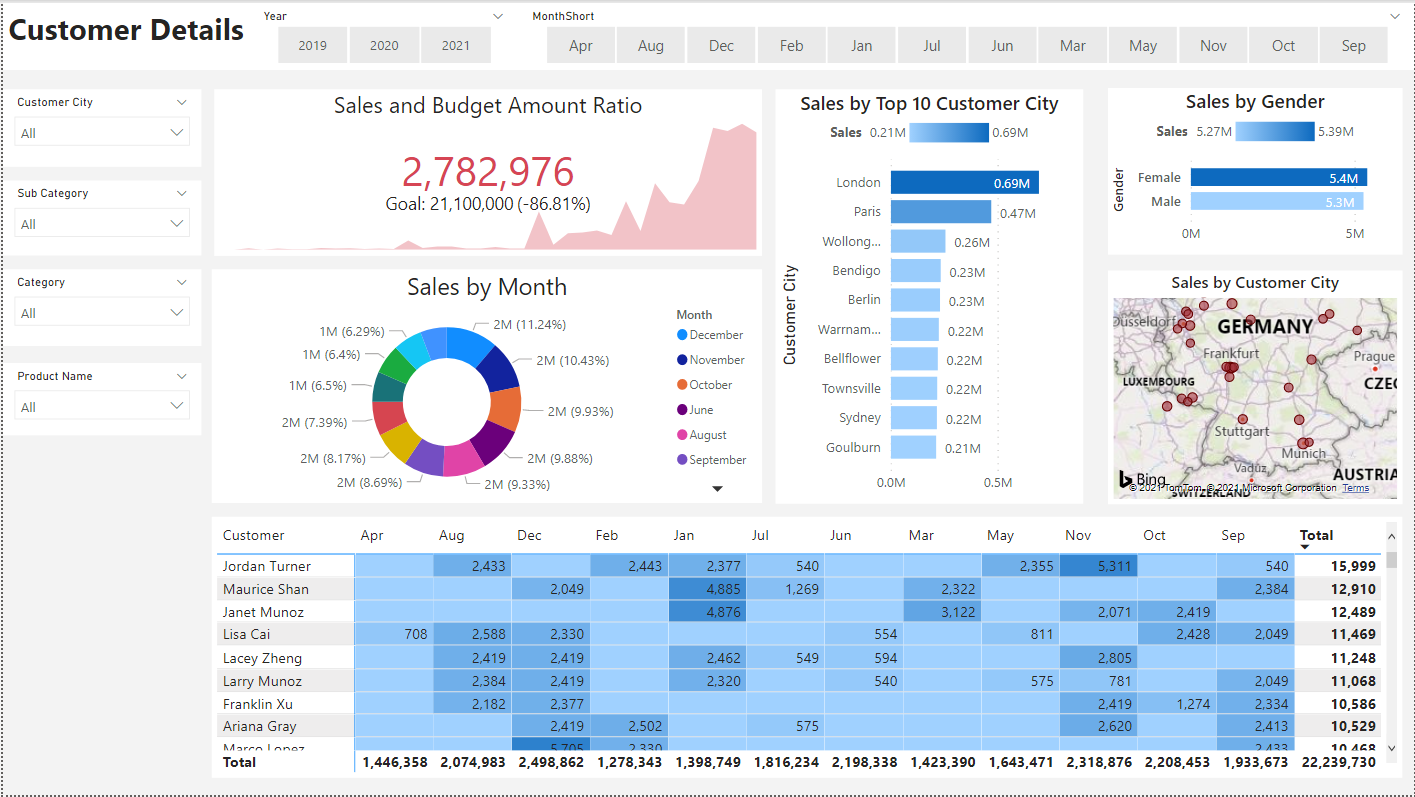 Customer Details
Year
2019 2020 2021
MonthShort
Apr Aug Dec Feb Jan Jul Jun Mar May Nov Oct Sep
Customer City
All
Sub Category
All
Category
All
Product Name
All
Sales and Budget Amount Ratio
2,782,976
Goal: 21,100,000 (-86.81%)
Sales by Month
2M (11.24%)
2M (10.43%)
2M (9.93%)
2M (9.88%)
2M (9.33%)
2M (8.69%)
2M (8.17%)
2M (7.39%)
1M (6.5%)
1M (6.4%)
1M (6.29%)
Month
December
November
October
June
August
September
Sales by Top 10 Customer City
Sales 0.21M 0.69M
Customer City
London 0.69M
Paris 0.47M
Wollong... 0.26M
Bendigo 0.23M
Berlin 0.23M
Warrnam... 0.22M
Bellflower 0.22M
Townsville 0.22M
Sydney 0.22M
Goulburn 0.21M
0.0M 0.5M
Sales by Gender
Sales 5.27M 5.39M
Gender
Female 5.4M
Male 5.3M
0M 5M
Sales by Customer City
Dusseldorf
GERMANY
Frankfurt
Prague
LUXEMBOURG
CZEC
Stuttgart
Munich
Vaduz
AUSTRIA
Bing
© 2021 TomTom, © 2021 Microsoft Corporation Terms
SWITZERLAND
Customer Apr Aug Dec Feb Jan Jul Jun Mar May Nov Oct Sep Total
Jordan Turner 2,433 2,443 2,377 540 2,355 5,311 540 15,999
Maurice Shan 2,049 4,885 1,269 2,322 2,384 12,910
Janet Munoz 4,876 3,122 2,071 2,419 12,489
Lisa Cai 708 2,588 2,330 554 811 2,428 2,049 11,469
Lacey Zheng 2,419 2,419 2,462 549 594 2,805 11,248
Larry Munoz 2,384 2,419 2,320 540 575 781 2,049 11,068
Franklin Xu 2,182 2,377 2,419 1,274 2,334 10,586
Ariana Gray 2,419 2,502 575 2,620 2,413 10,529
Marco Lopez 5,705 2,330 2,433 10,468
Total 1,446,358 2,074,983 2,498,862 1,278,343 1,398,749 1,816,234 2,198,338 1,423,390 1,643,471 2,318,876 2,208,453 1,933,673 22,239,730